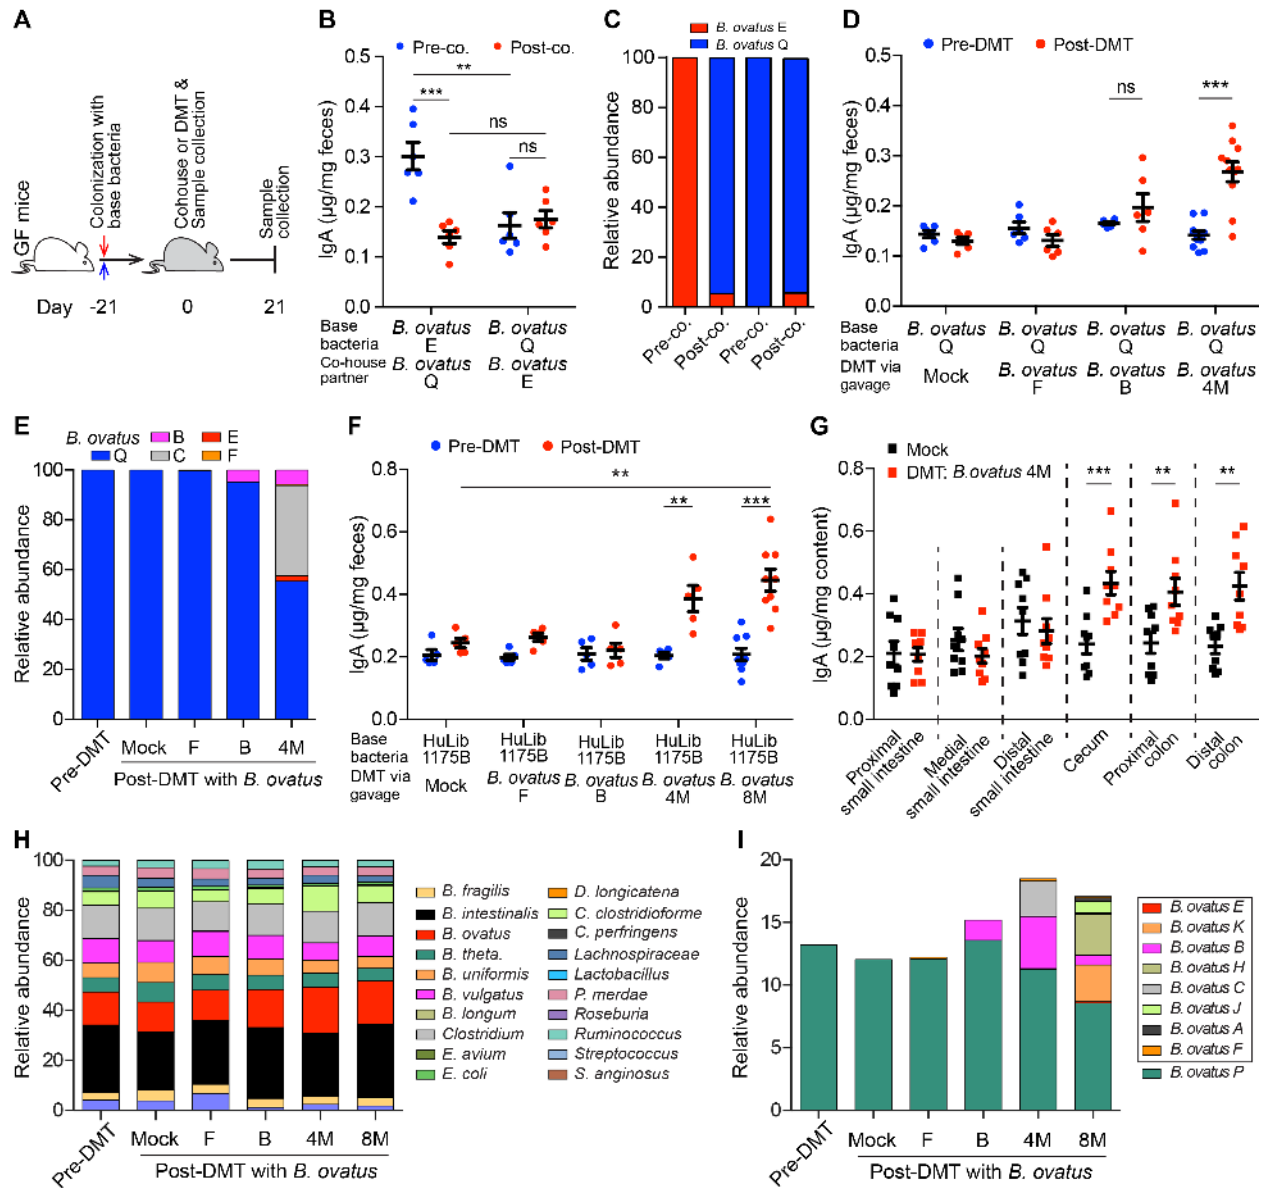 A
GF mice
Colonization with
base bacteria
Cohouse or DMT &
Sample collection
Sample
collection
Day -21 0 21
B
Pre-co. Post-co.
IgA (µg/mg feces)
0.5
0.4
0.3
0.2
0.1
0.0
**
***
ns
ns
Base
bacteria
B. ovatus
E
B. ovatus
Q
Co-house
partner
B. ovatus
Q
B. ovatus
E
C
B. ovatus E
B. ovatus Q
Relative abundance
100
80
60
40
20
0
Pre-co.
Post-co.
Pre-co.
Post-co.
D
Pre-DMT Post-DMT
IgA (µg/mg feces)
0.5
0.4
0.3
0.2
0.1
0.0
ns
***
Base
bacteria
B. ovatus
Q
B. ovatus
Q
B. ovatus
Q
B. ovatus
Q
DMT via
gavage
Mock
B. ovatus
F
B. ovatus
B
B. ovatus
4M
E
B. ovatus
B E
Q C F
Relative abundance
100
80
60
40
20
0
Pre-DMT
Mock F B 4M
Post-DMT with B. ovatus
F
Pre-DMT Post-DMT
IgA (µg/mg feces)
0.8
0.6
0.4
0.2
0.0
**
**
***
Base
bacteria
HuLib
1175B
HuLib
1175B
HuLib
1175B
HuLib
1175B
HuLib
1175B
DMT via
gavage
Mock
B. ovatus
F
B. ovatus
B
B. ovatus
4M
B. ovatus
8M
G
Mock
DMT: B.ovatus 4M
IgA (µg/mg content)
0.8
0.6
0.4
0.2
0.0
***
**
**
Proximal
small intestine
Medial
small intestine
Distal
small intestine
Cecum
Proximal
colon
Distal
colon
H
Relative abundance
100
80
60
40
20
0
Pre-DMT
Mock F B 4M 8M
Post-DMT with B. ovatus
B. fragilis
B. intestinalis
B. ovatus
B. theta.
B. uniformis
B. vulgatus
B. longum
Clostridium
E. avium
E. coli
D. longicatena
C. clostridioforme
C. perfringens
Lachnospiraceae
Lactobacillus
P. merdae
Roseburia
Ruminococcus
Streptococcus
S. anginosus
I
Relative abundance
20
15
10
5
0
Pre-DMT
Mock F B 4M 8M
Post-DMT with B. ovatus
B. ovatus E
B. ovatus K
B. ovatus B
B. ovatus H
B. ovatus C
B. ovatus J
B. ovatus A
B. ovatus F
B. ovatus P